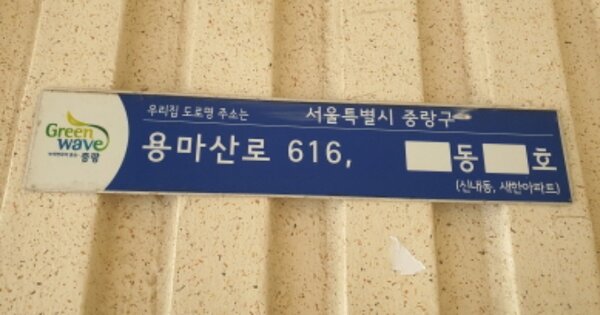 Green
wave
중랑
우리집 도로명 주소는 서울특별시 중랑구
용마산로 616, 동 호
(신내동, 새한아파트)